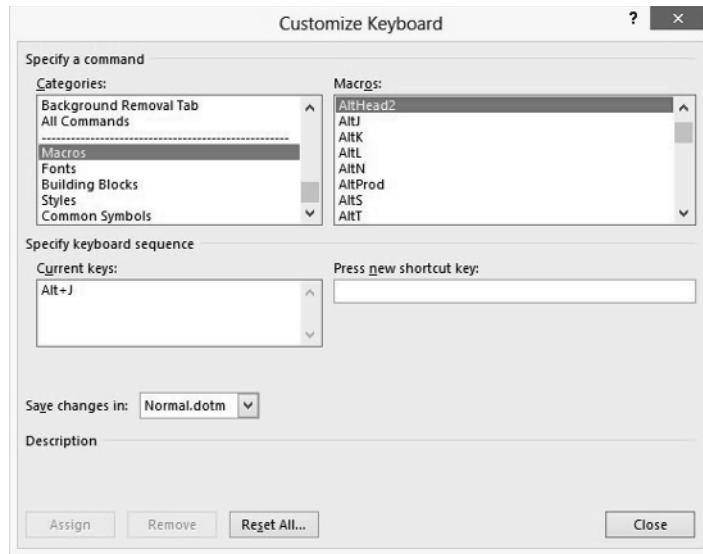 Customize Keyboard
? ×
Specify a command
Categories:
Background Removal Tab
All Commands
--------------------------------------------------
Macros
Fonts
Building Blocks
Styles
Common Symbols
Macros:
AltHead2
AltJ
AltK
AltL
AltN
AltProd
AltS
AltT
Specify keyboard sequence
Current keys:
Alt+J
Press new shortcut key:
Save changes in: Normal.dotm
Description
Assign Remove Reset All... Close